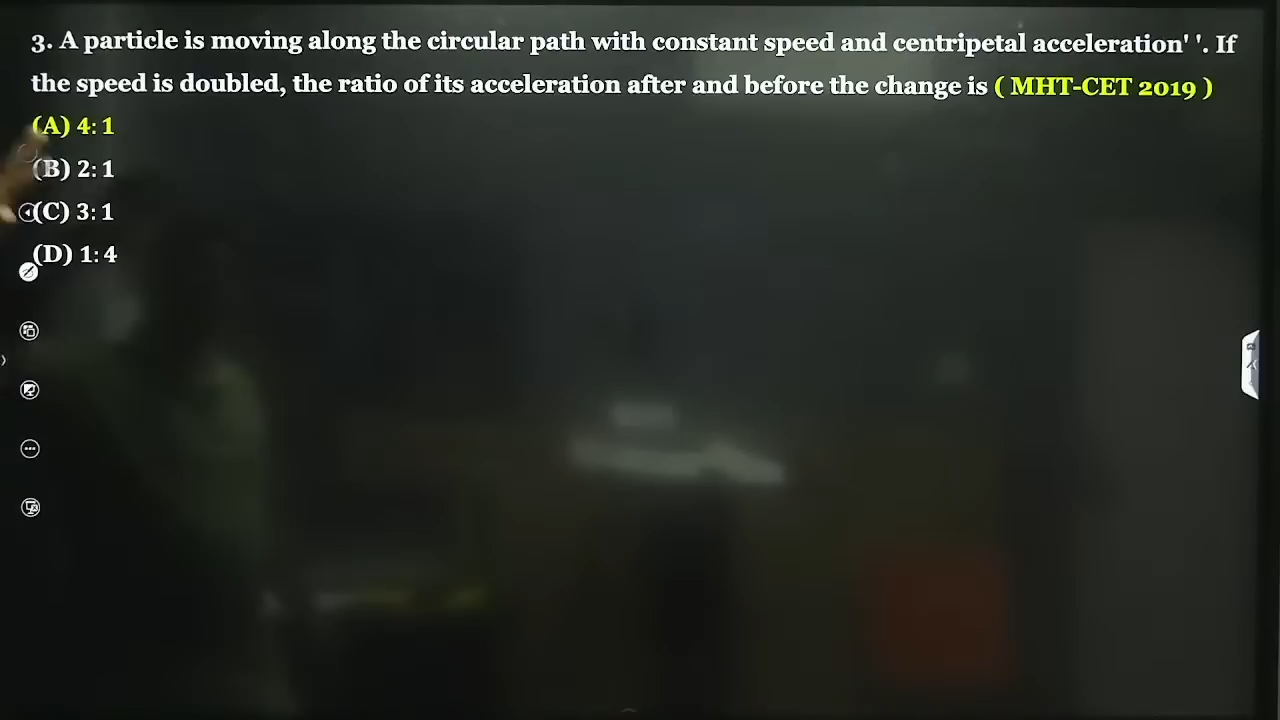 3. A particle is moving along the circular path with constant speed and centripetal acceleration' '. If
the speed is doubled, the ratio of its acceleration after and before the change is ( MHT-CET 2019 )
(A) 4: 1
(B) 2: 1
(C) 3: 1
(D) 1: 4